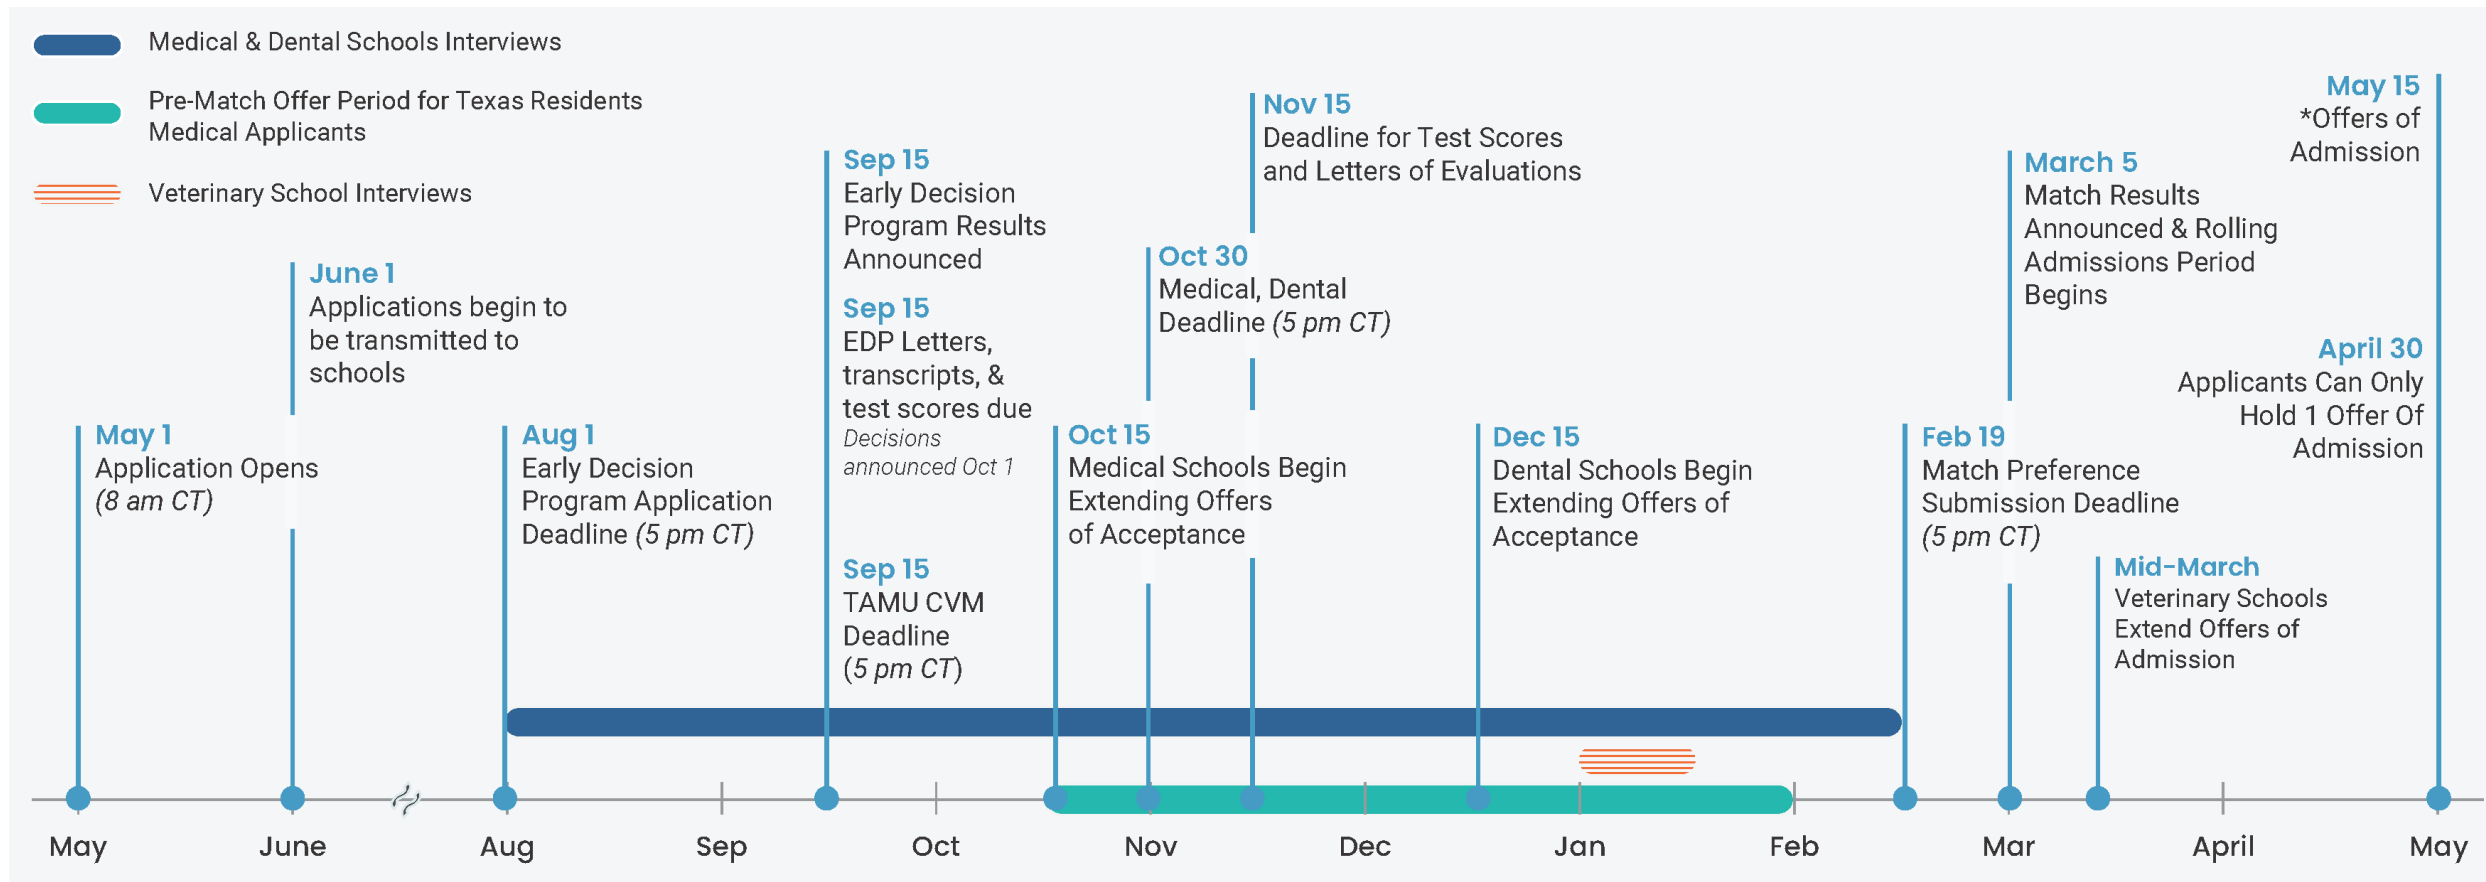 Medical & Dental Schools Interviews
Pre-Match Offer Period for Texas Residents
Medical Applicants
Veterinary School Interviews
May 1
Application Opens
(8 am CT)
June 1
Applications begin to
be transmitted to
schools
Aug 1
Early Decision
Program Application
Deadline (5 pm CT)
Sep 15
Early Decision
Program Results
Announced
Sep 15
EDP Letters,
transcripts, &
test scores due
Decisions
announced Oct 1
Sep 15
TAMU CVM
Deadline
(5 pm CT)
Oct 15
Medical Schools Begin
Extending Offers
of Acceptance
Oct 30
Medical, Dental
Deadline (5 pm CT)
Nov 15
Deadline for Test Scores
and Letters of Evaluations
Dec 15
Dental Schools Begin
Extending Offers of
Acceptance
Feb 19
Match Preference
Submission Deadline
(5 pm CT)
March 5
Match Results
Announced & Rolling
Admissions Period
Begins
Mid-March
Veterinary Schools
Extend Offers of
Admission
May 15
*Offers of
Admission
April 30
Applicants Can Only
Hold 1 Offer Of
Admission
May
June
Aug
Sep
Oct
Nov
Dec
Jan
Feb
Mar
April
May